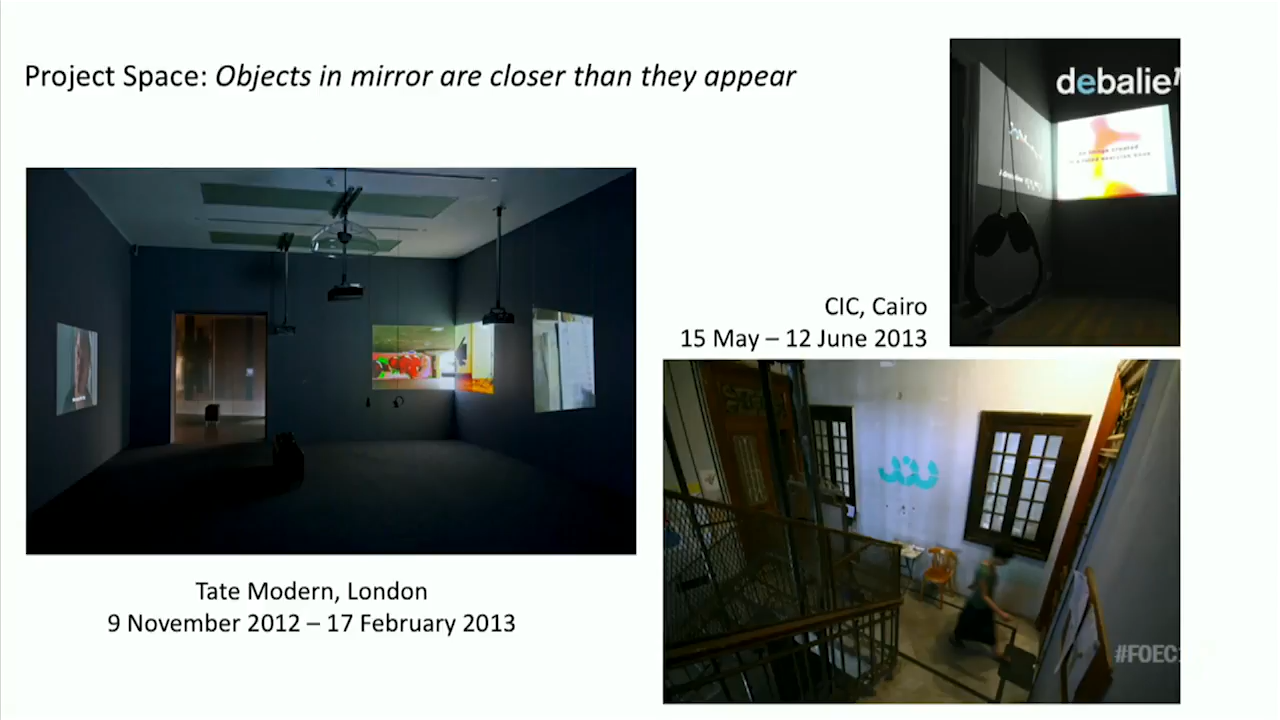 Project Space: Objects in mirror are closer than they appear
debalie
CIC, Cairo
15 May – 12 June 2013
Tate Modern, London
9 November 2012 – 17 February 2013
#FOEC